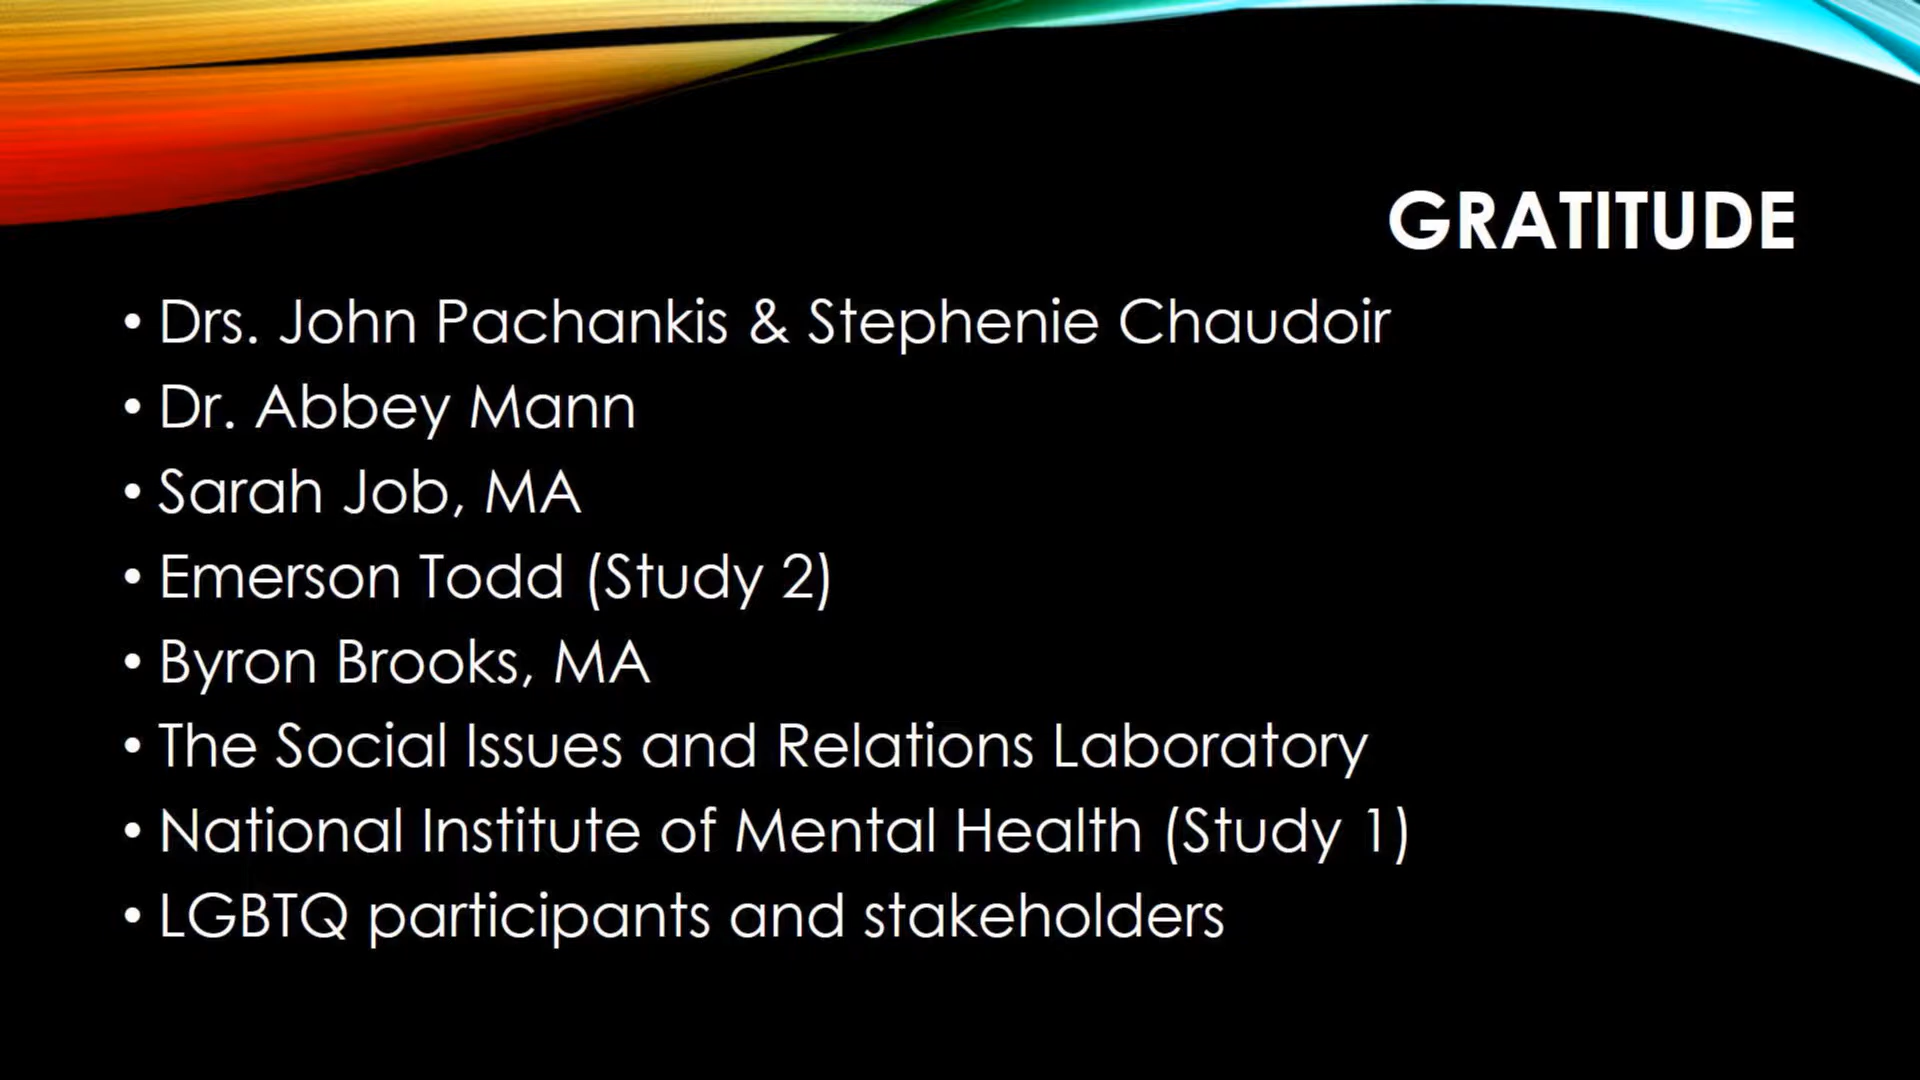 GRATITUDE
• Drs. John Pachankis & Stephenie Chaudoir
• Dr. Abbey Mann
• Sarah Job, MA
• Emerson Todd (Study 2)
• Byron Brooks, MA
• The Social Issues and Relations Laboratory
• National Institute of Mental Health (Study 1)
• LGBTQ participants and stakeholders